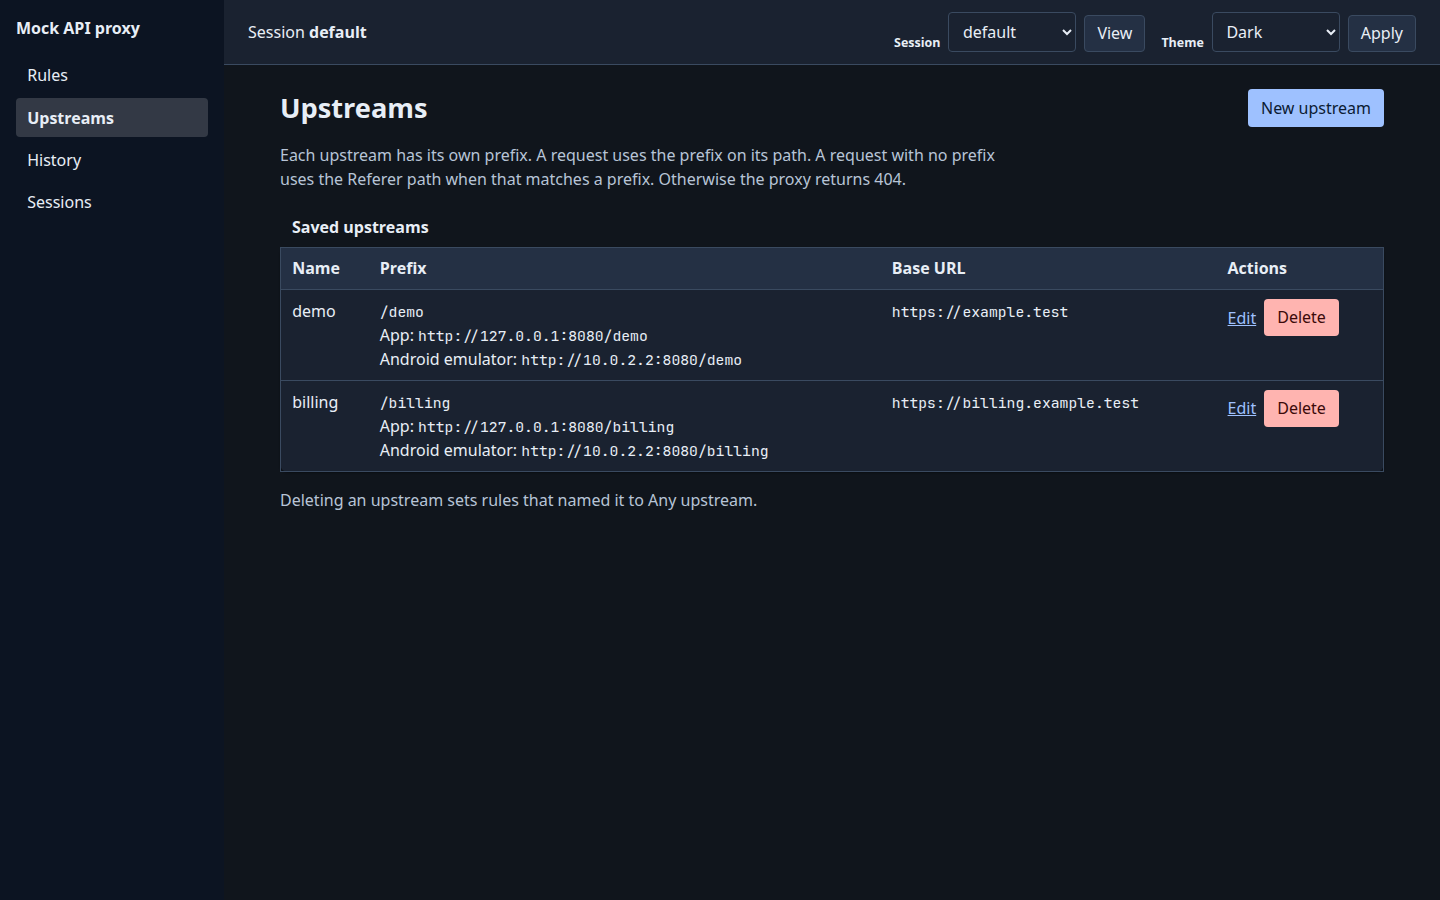 Mock API proxy
Rules
Upstreams
History
Sessions
Session default
Session
default
View
Theme
Dark
Apply
Upstreams
New upstream
Each upstream has its own prefix. A request uses the prefix on its path. A request with no prefix
uses the Referer path when that matches a prefix. Otherwise the proxy returns 404.
Saved upstreams
Name Prefix Base URL Actions
demo /demo https://example.test Edit Delete
App: http://127.0.0.1:8080/demo
Android emulator: http://10.0.2.2:8080/demo
billing /billing https://billing.example.test Edit Delete
App: http://127.0.0.1:8080/billing
Android emulator: http://10.0.2.2:8080/billing
Deleting an upstream sets rules that named it to Any upstream.